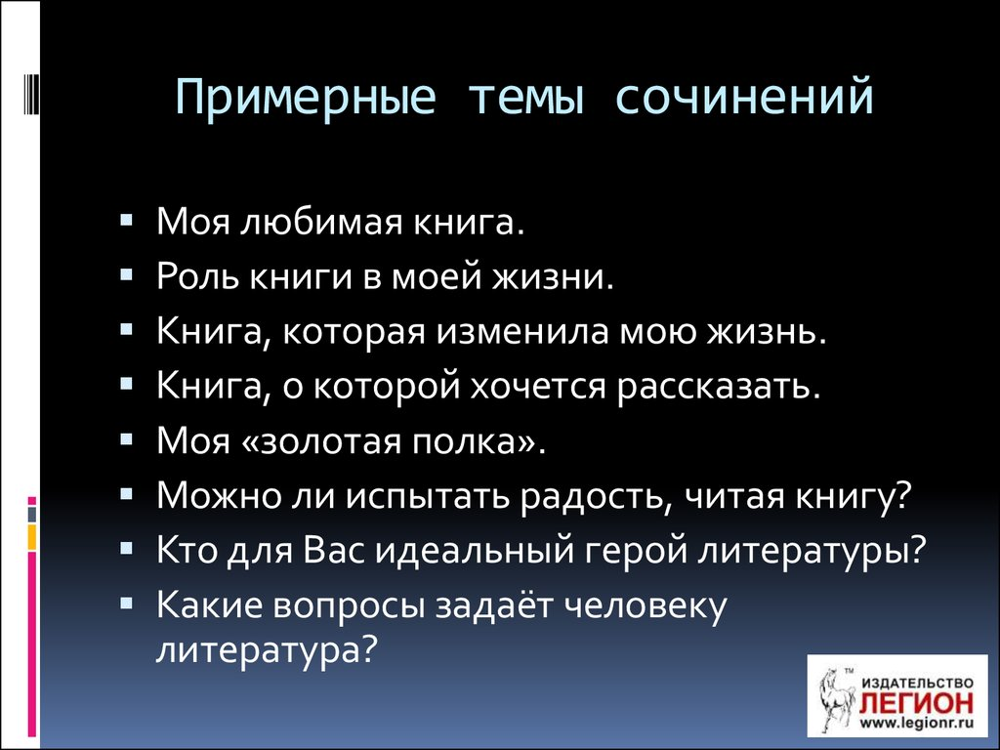 Примерные темы сочинений
▪ Моя любимая книга.
▪ Роль книги в моей жизни.
▪ Книга, которая изменила мою жизнь.
▪ Книга, о которой хочется рассказать.
▪ Моя «золотая полка».
▪ Можно ли испытать радость, читая книгу?
▪ Кто для Вас идеальный герой литературы?
▪ Какие вопросы задаёт человеку
литература?
TM
ИЗДАТЕЛЬСТВО
ЛЕГИОН
www.legionr.ru